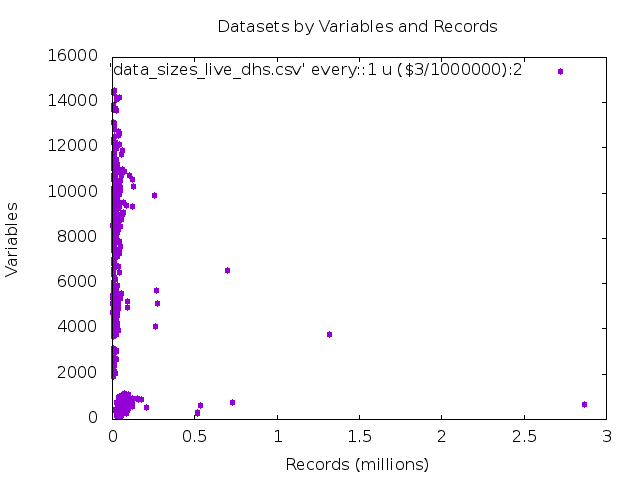 Datasets by Variables and Records
16000
'data_sizes_live_dhs.csv' every::1 u ($3/1000000):2
14000
12000
10000
Variables
8000
6000
4000
2000
0
0 0.5 1 1.5 2 2.5 3
Records (millions)